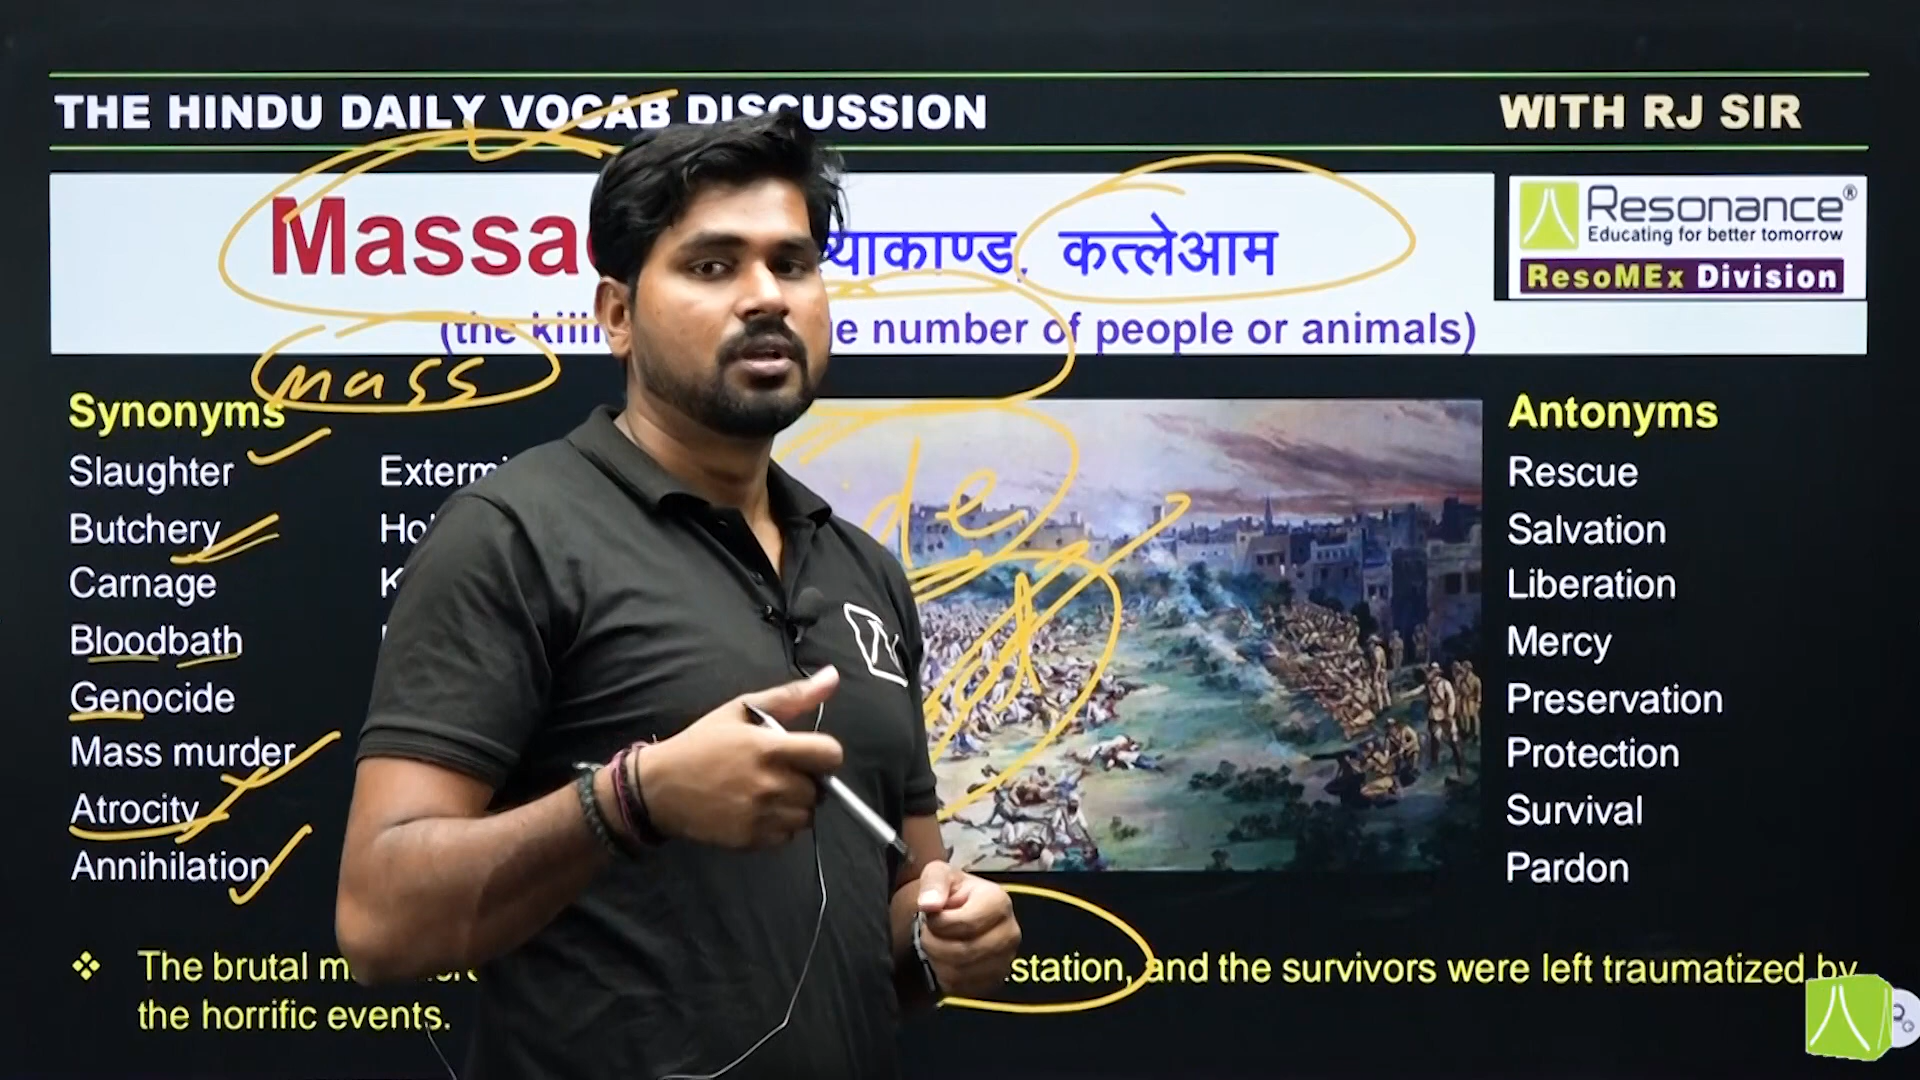 THE HINDU DAILY VOCAB DISCUSSION
WITH RJ SIR
कत्लेआम
(the number of people or animals)
Resonance®
Educating for better tomorrow
ResoMEx Division
mass
Synonyms
Slaughter
Butchery
Carnage
Bloodbath
Genocide
Mass murder
Atrocity
Annihilation
de
Antonyms
Rescue
Salvation
Liberation
Mercy
Preservation
Protection
Survival
Pardon
❖ The brutal and the survivors were left traumatized by
the horrific events.